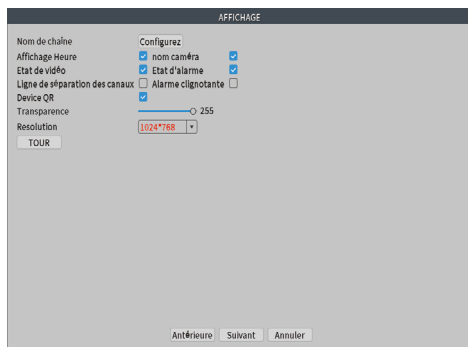 AFFICHAGE
Nom de chaîne Configurez
Affichage Heure nom caméra
Etat de vidéo Etat d'alarme
Ligne de séparation des canaux Alarme clignotante
Device QR
Transparence 255
Resolution 1024*768
TOUR
Antérieure Suivant Annuler